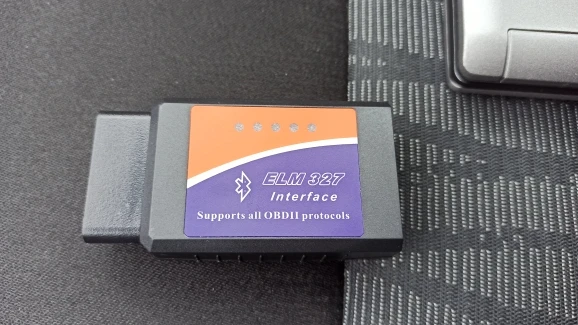 ELM 327
Interface
Supports all OBDII protocols